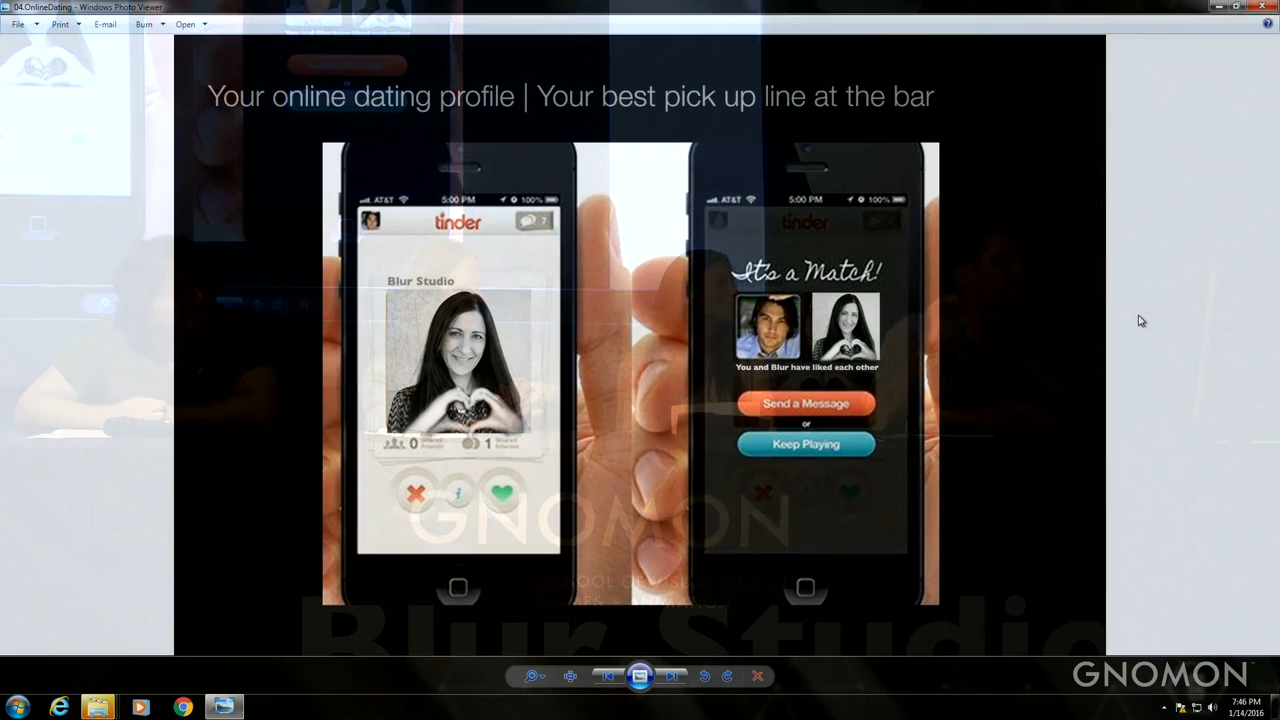 04.OnlineDating - Windows Photo Viewer
File Print E-mail Burn Open
Your online dating profile | Your best pick up line at the bar
AT&T 5:00 PM 100%
tinder 7
Blur Studio
0 Shared Friends 1 Shared Interest
AT&T 5:00 PM 100%
tinder
It's a Match!
You and Blur have liked each other
Send a Message
or
Keep Playing
GNOMON
Blur Studio
GNOMON
7:46 PM
1/14/2016